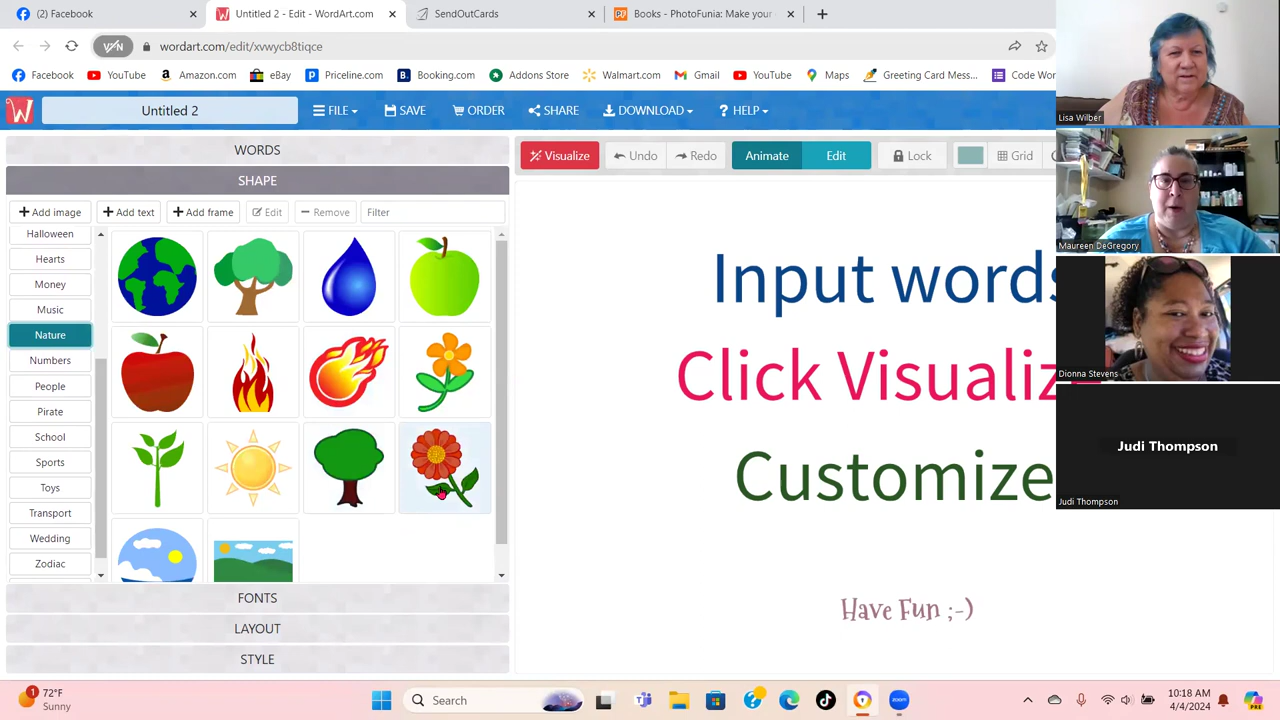 (2) Facebook
Untitled 2 - Edit - WordArt.com
SendOutCards
Books - PhotoFunia: Make your
wordart.com/edit/xvwycb8tiqce
Facebook
YouTube
Amazon.com
eBay
Priceline.com
Booking.com
Addons Store
Walmart.com
Gmail
YouTube
Maps
Greeting Card Mess...
Code Wor
Untitled 2
FILE
SAVE
ORDER
SHARE
DOWNLOAD
HELP
WORDS
SHAPE
Add image
Add text
Add frame
Edit
Remove
Filter
Halloween
Hearts
Money
Music
Nature
Numbers
People
Pirate
School
Sports
Toys
Transport
Wedding
Zodiac
FONTS
LAYOUT
STYLE
Visualize
Undo
Redo
Animate
Edit
Lock
Grid
Input words
Click Visualize
Customize
Have Fun ;-)
Lisa Wilber
Maureen DeGregory
Dionna Stevens
Judi Thompson
Judi Thompson
1
72°F
Sunny
Search
10:18 AM
4/4/2024